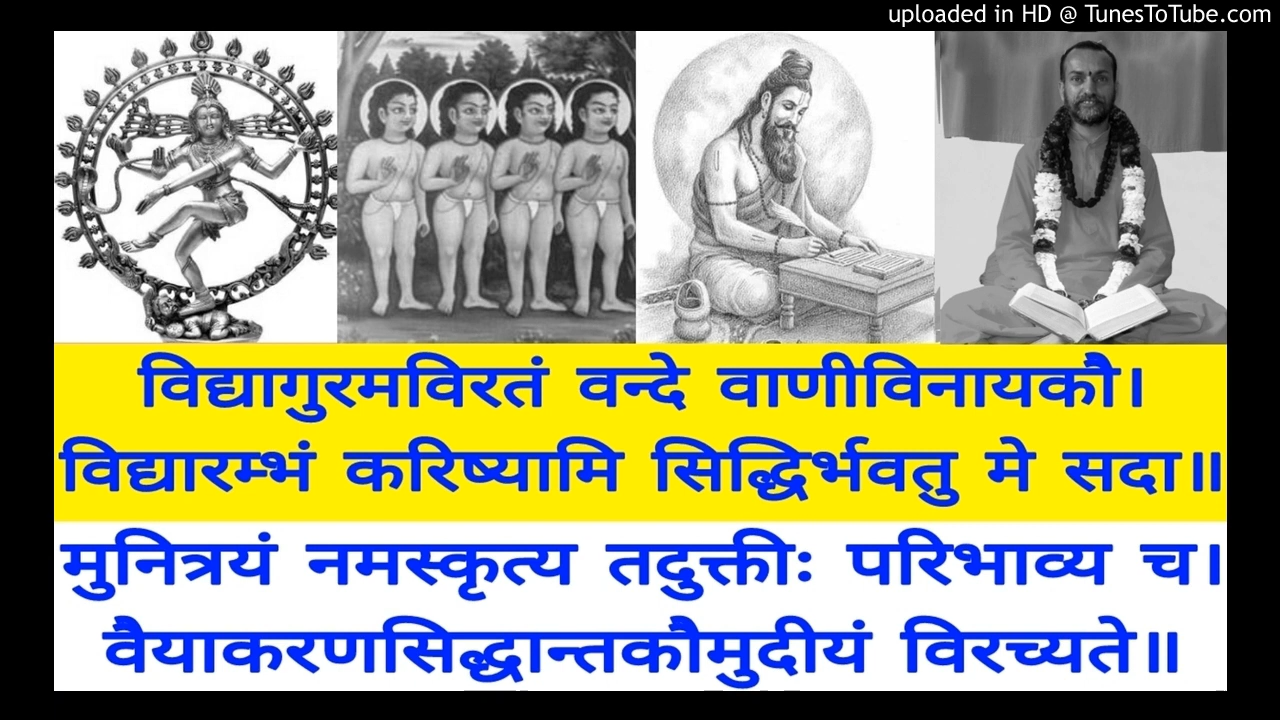 uploaded in HD @ TunesToTube.com
विद्यागुरमविरतं वन्दे वाणीविनायकौ।
विद्यारम्भं करिष्यामि सिद्धिर्भवतु मे सदा॥
मुनित्रयं नमस्कृत्य तदुक्तीः परिभाव्य च।
वैयाकरणसिद्धान्तकौमुदीयं विरच्यते॥